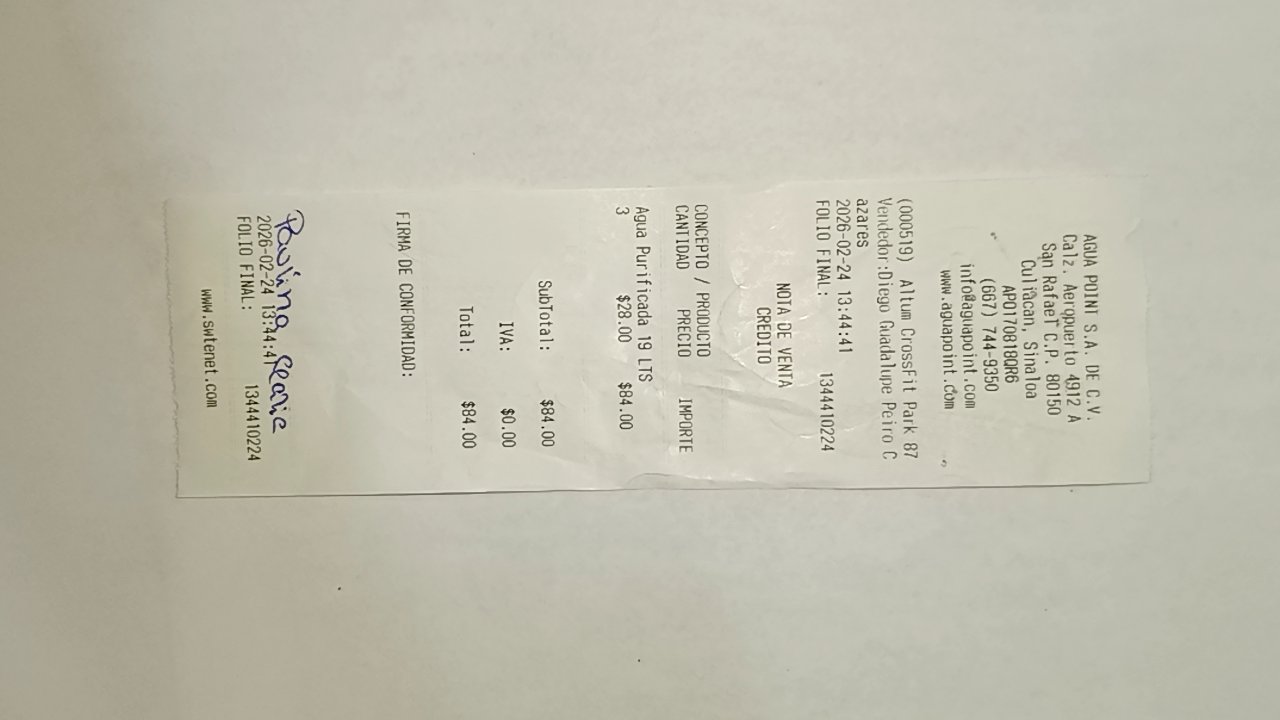 AGUA POINT S.A. DE C.V.
Calz. Aeropuerto 4912 A
San Rafael C.P. 80150
Culiacan, Sinaloa
APO170818QR6
(667) 744-9350
info@aguapoint.com
www.aguapoint.com
(000519) Altum CrossFit Park 87
Vendedor:Diego Guadalupe Peiro C
azares
2026-02-24 13:44:41
FOLIO FINAL: 1344410224
NOTA DE VENTA
CREDITO
CONCEPTO / PRODUCTO
CANTIDAD PRECIO IMPORTE
Agua Purificada 19 LTS
3 $28.00 $84.00
SubTotal: $84.00
IVA: $0.00
Total: $84.00
FIRMA DE CONFORMIDAD:
Paulina
2026-02-24 13:44:41
FOLIO FINAL: 1344410224
www.swtenet.com